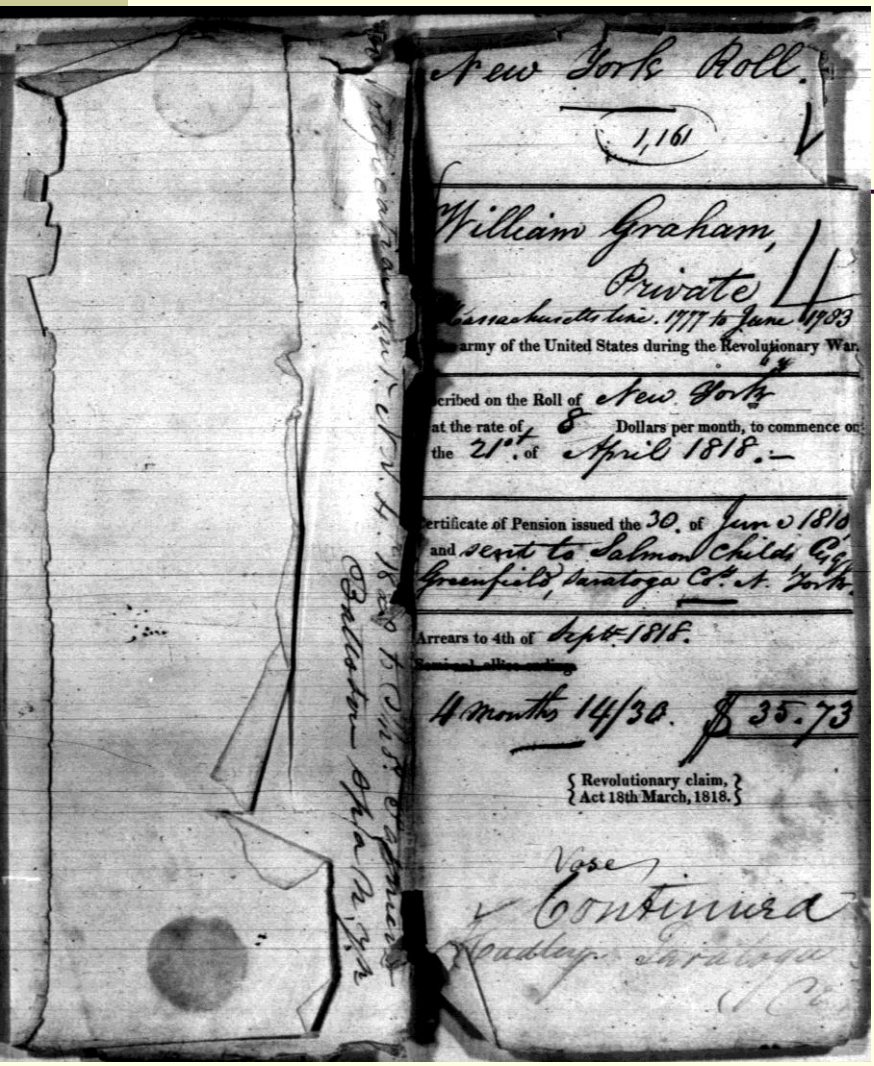 New York Roll.
1,161
William Graham,
Private
Massachusetts line. 1777 to June 1783
army of the United States during the Revolutionary War.
cribed on the Roll of New York
at the rate of 8 Dollars per month, to commence on
the 21st. of April 1818.
ertificate of Pension issued the 30. of June
and sent to Salmon Child,
Greenfield, Saratoga Co. N. York.
Arrears to 4th of Sept. 1818.
4 months 14/30. $ 35.73
Revolutionary claim,
Act 18th March, 1818.
Vose
Continued
Hadley Saratoga
Co
1820 to
Ballston Spa N. York